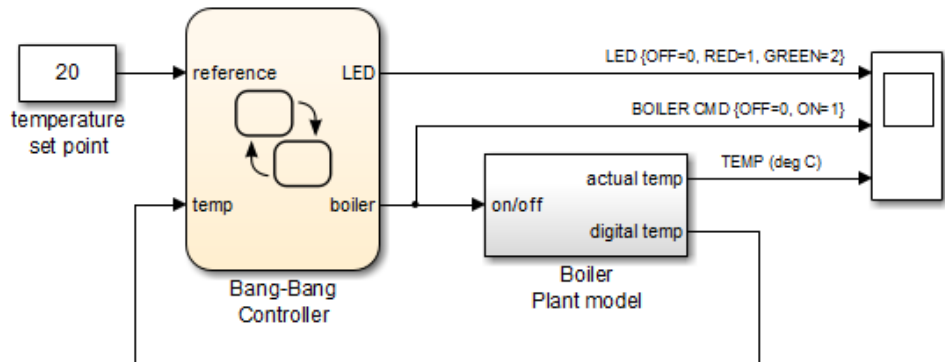 20
temperature
set point
reference
LED
temp
boiler
Bang-Bang
Controller
LED {OFF=0, RED=1, GREEN=2}
BOILER CMD {OFF=0, ON=1}
TEMP (deg C)
on/off
actual temp
digital temp
Boiler
Plant model